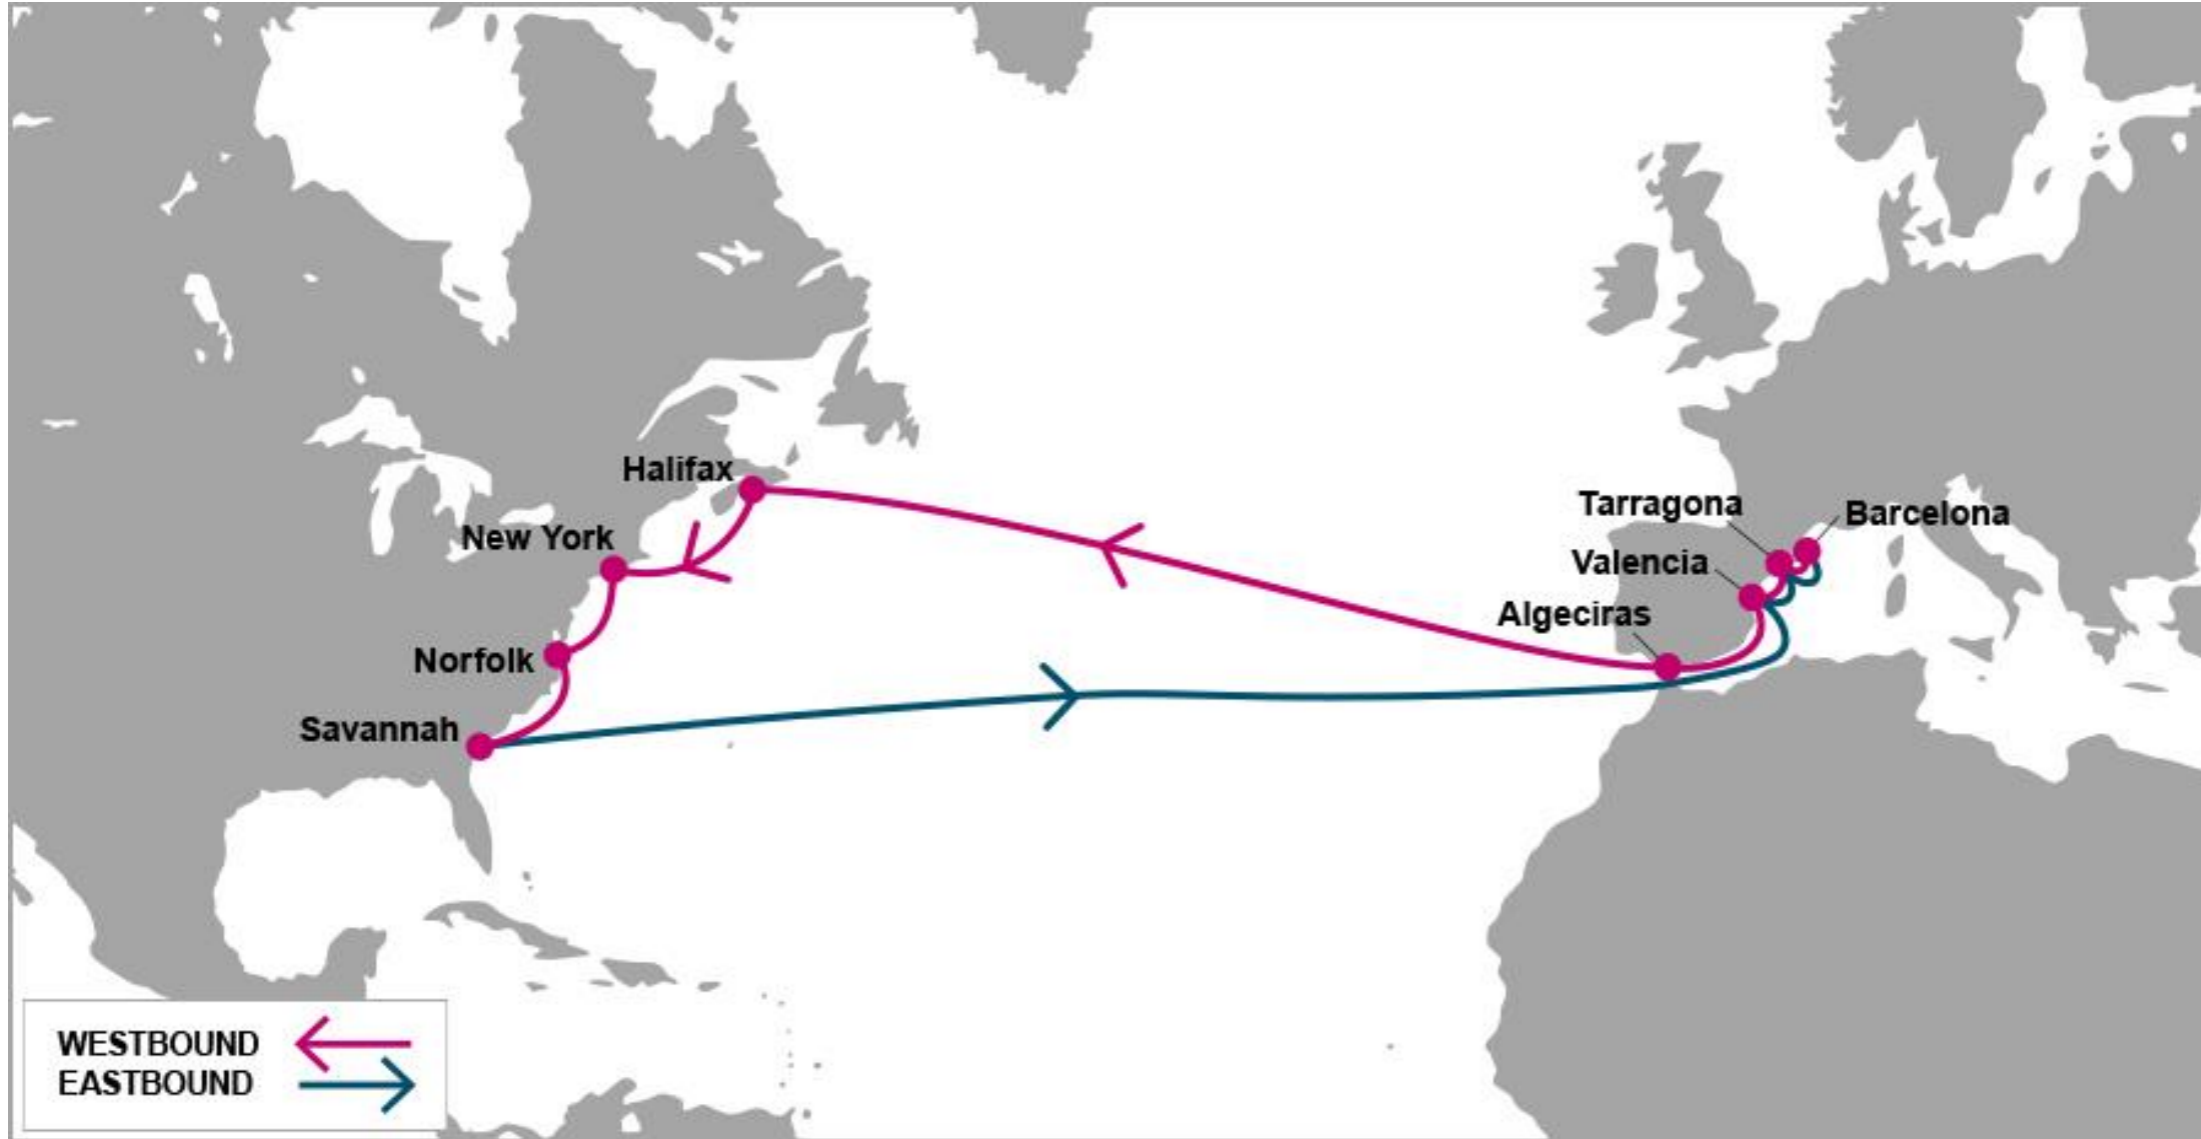 Halifax
New York
Norfolk
Savannah
Tarragona
Barcelona
Valencia
Algeciras
WESTBOUND
EASTBOUND